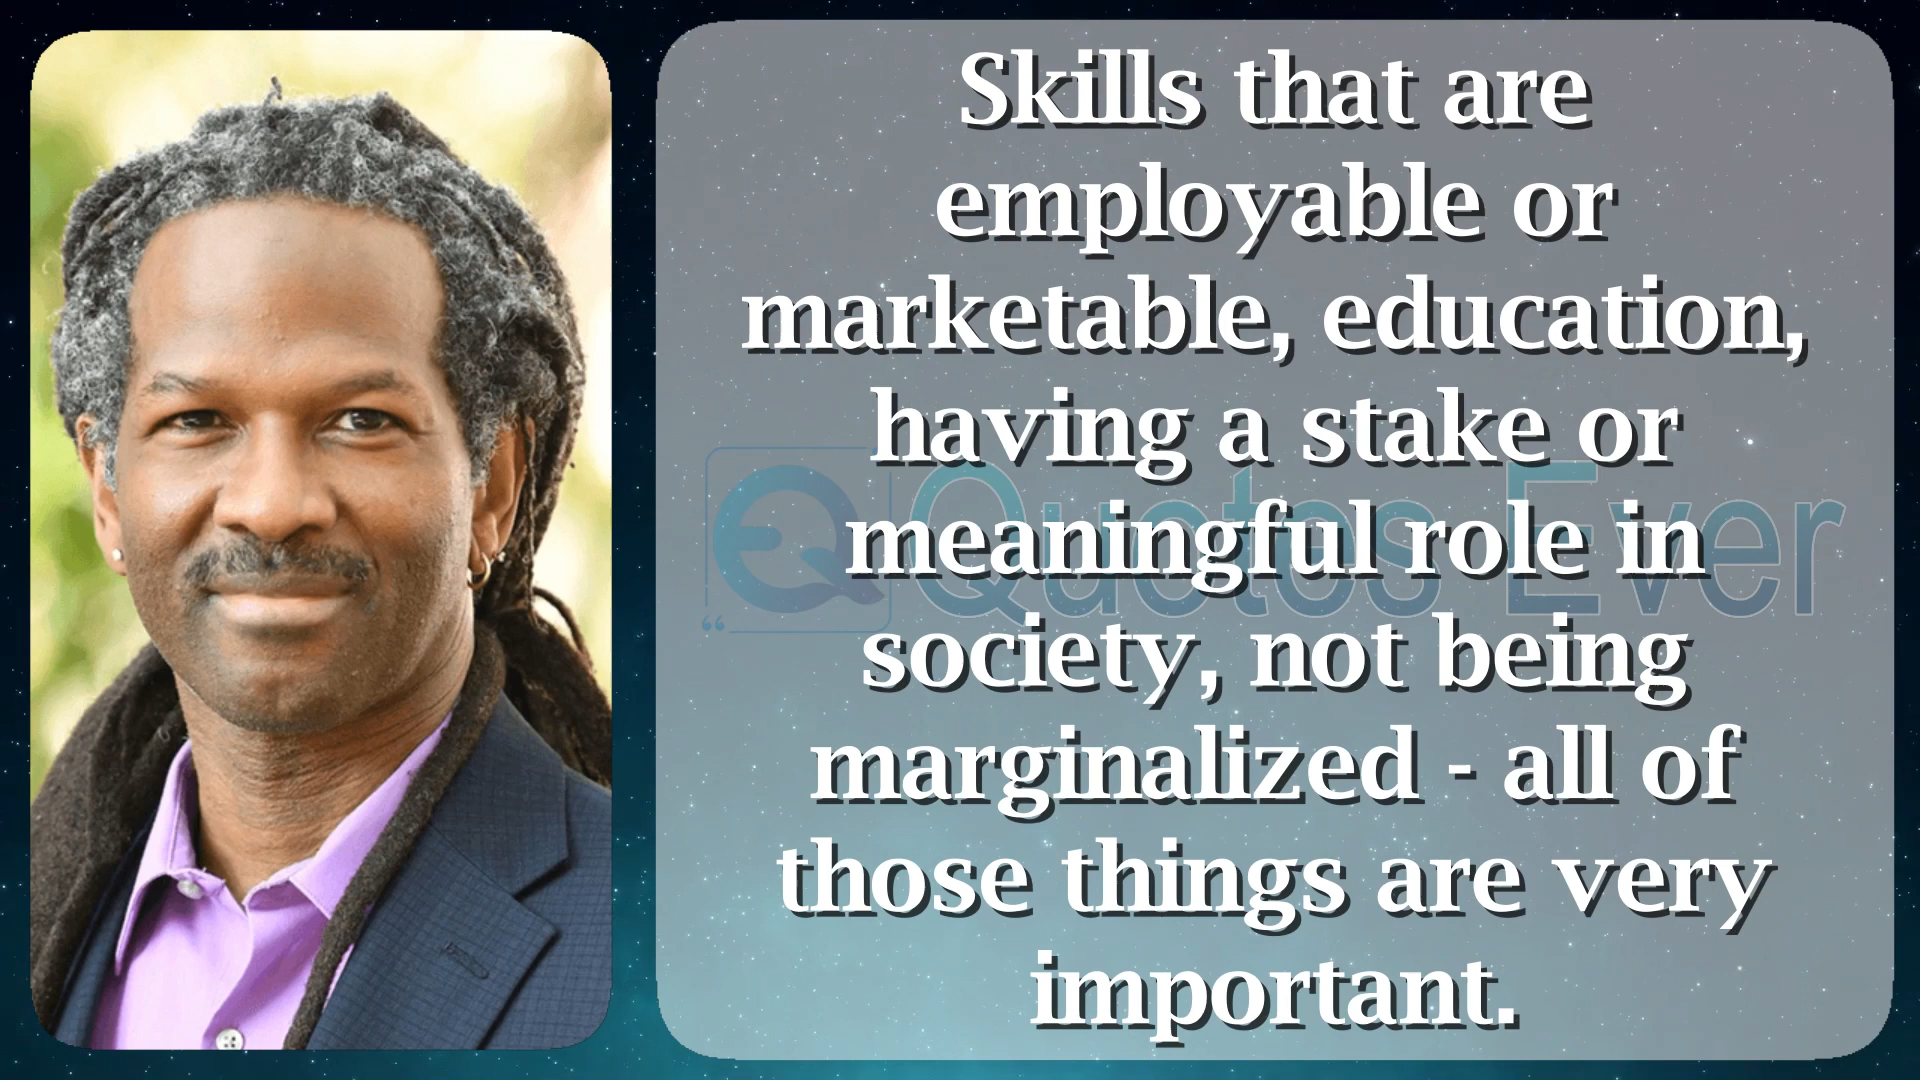 Skills that are
employable or
marketable, education,
having a stake or
meaningful role in
society, not being
marginalized - all of
those things are very
important.
EQ Quotes Ever